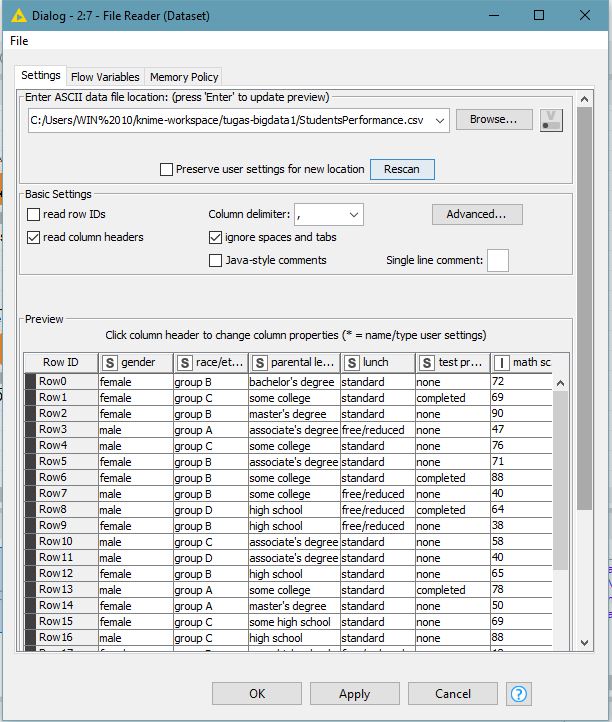 Dialog - 2:7 - File Reader (Dataset)
File
Settings Flow Variables Memory Policy
Enter ASCII data file location: (press 'Enter' to update preview)
C:/Users/WIN%2010/knime-workspace/tugas-bigdata1/StudentsPerformance.csv Browse... V
Preserve user settings for new location Rescan
Basic Settings
read row IDs Column delimiter: , Advanced...
read column headers ignore spaces and tabs
Java-style comments Single line comment:
Preview
Click column header to change column properties (* = name/type user settings)
Row ID S gender S race/et... S parental le... S lunch S test pr... I math sc
Row0 female group B bachelor's degree standard none 72
Row1 female group C some college standard completed 69
Row2 female group B master's degree standard none 90
Row3 male group A associate's degree free/reduced none 47
Row4 male group C some college standard none 76
Row5 female group B associate's degree standard none 71
Row6 female group B some college standard completed 88
Row7 male group B some college free/reduced none 40
Row8 male group D high school free/reduced completed 64
Row9 female group B high school free/reduced none 38
Row10 male group C associate's degree standard none 58
Row11 male group D associate's degree standard none 40
Row12 female group B high school standard none 65
Row13 male group A some college standard completed 78
Row14 female group A master's degree standard none 50
Row15 female group C some high school standard none 69
Row16 male group C high school standard none 88
OK Apply Cancel ?